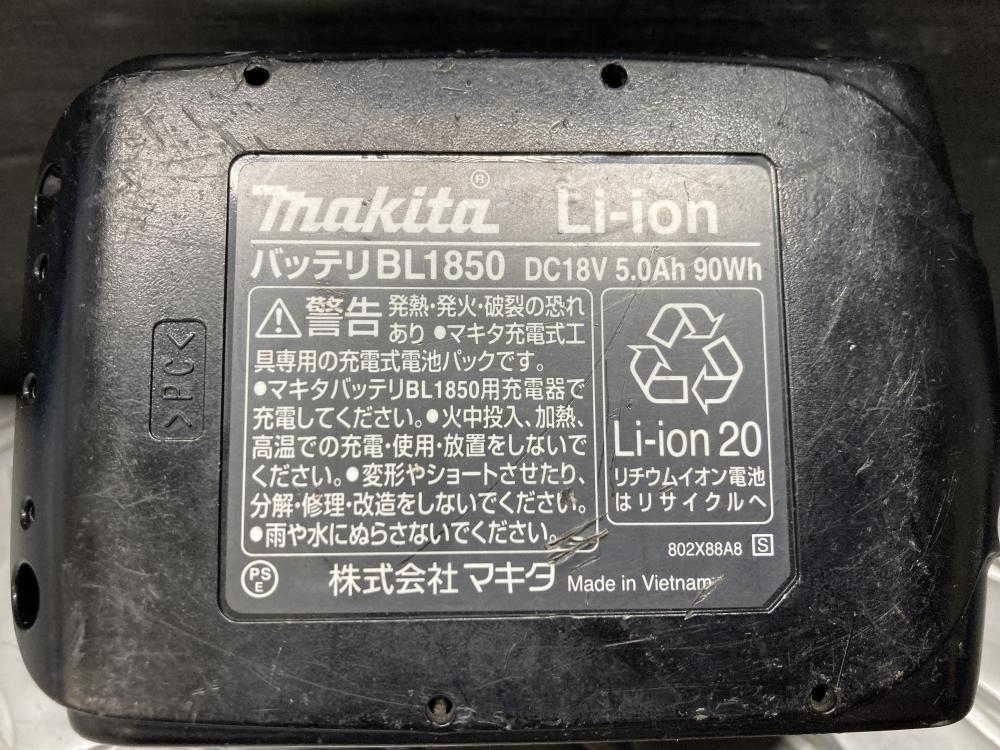 makita® Li-ion
バッテリBL1850 DC18V 5.0Ah 90Wh
警告 発熱・発火・破裂の恐れ
あり ●マキタ充電式工
具専用の充電式電池パックです。
●マキタバッテリBL1850用充電器で
充電してください。●火中投入、加熱、
高温での充電・使用・放置をしないで
ください。●変形やショートさせたり、
分解・修理・改造をしないでください。
●雨や水にぬらさないでください。
Li-ion 20
リチウムイオン電池
はリサイクルへ
802X88A8 S
PSE 株式会社マキタ Made in Vietnam
>PC<